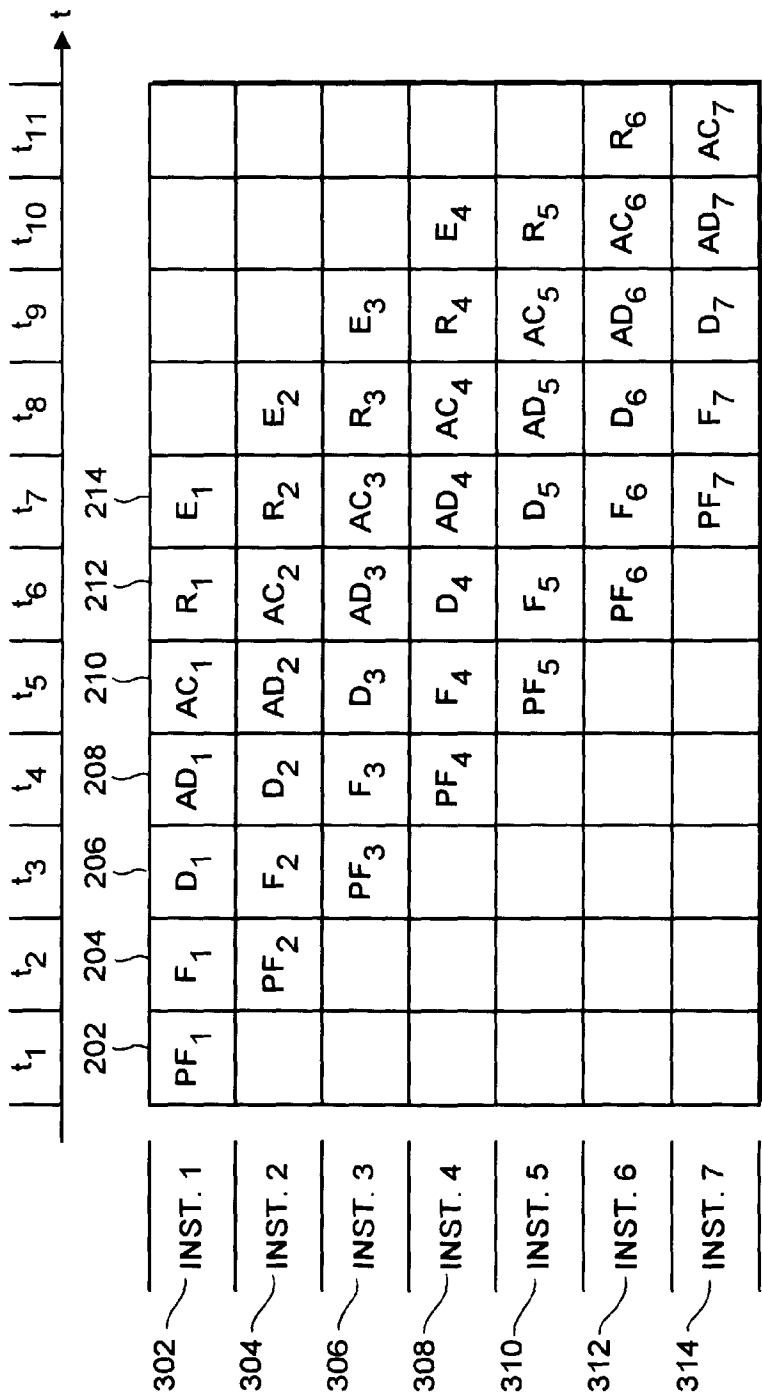 t1 t2 t3 t4 t5 t6 t7 t8 t9 t10 t11 t
202 204 206 208 210 212 214
302 INST. 1 PF1 F1 D1 AD1 AC1 R1 E1
304 INST. 2 PF2 F2 D2 AD2 AC2 R2 E2
306 INST. 3 PF3 F3 D3 AD3 AC3 R3 E3
308 INST. 4 PF4 F4 D4 AD4 AC4 R4 E4
310 INST. 5 PF5 F5 D5 AD5 AC5 R5
312 INST. 6 PF6 F6 D6 AD6 AC6 R6
314 INST. 7 PF7 F7 D7 AD7 AC7